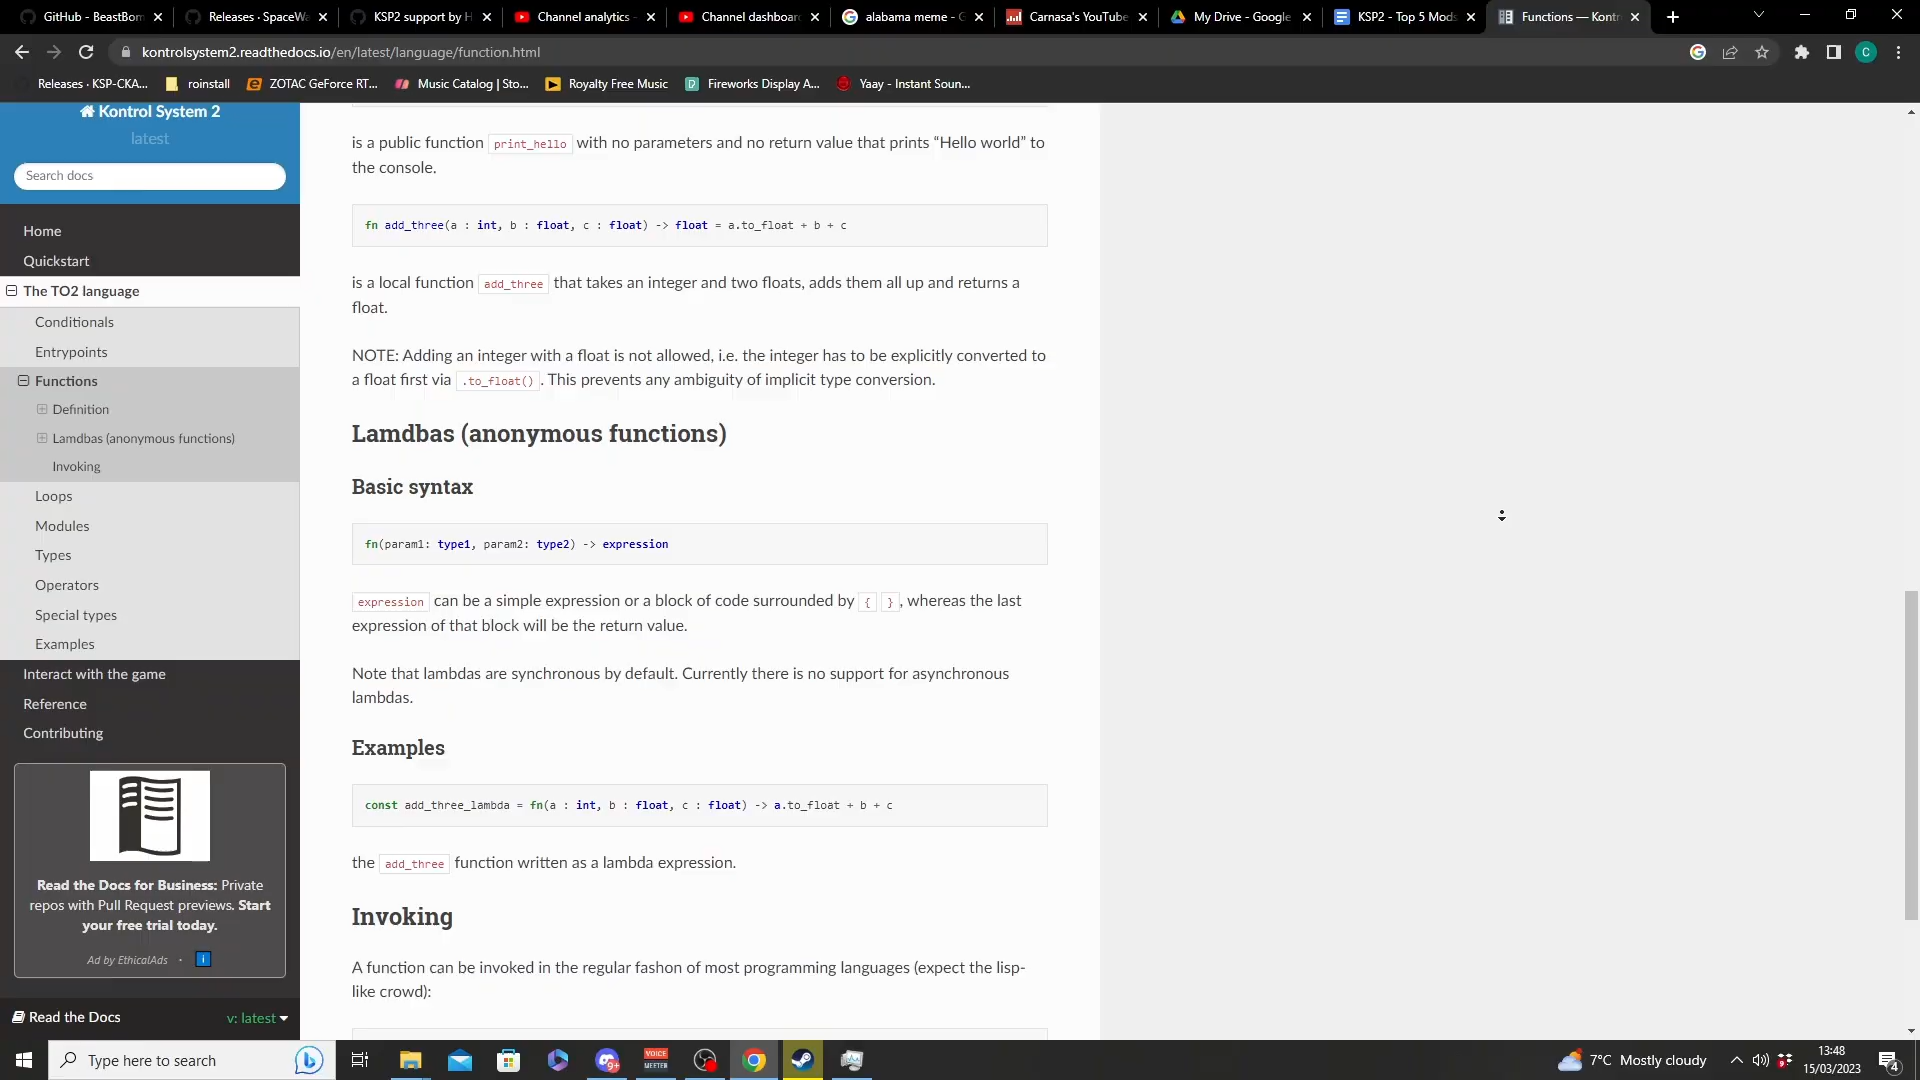 GitHub - BeastBom
Releases · SpaceWa
KSP2 support by H
Channel analytics -
Channel dashboard
alabama meme - G
Carnasa's YouTube
My Drive - Google
KSP2 - Top 5 Mods
Functions — Kontr
kontrolsystem2.readthedocs.io/en/latest/language/function.html
C
Releases · KSP-CKA...
roinstall
ZOTAC GeForce RT...
Music Catalog | Sto...
Royalty Free Music
Fireworks Display A...
Yaay - Instant Soun...
Kontrol System 2
latest
Search docs
Home
Quickstart
The TO2 language
Conditionals
Entrypoints
Functions
Definition
Lamdbas (anonymous functions)
Invoking
Loops
Modules
Types
Operators
Special types
Examples
Interact with the game
Reference
Contributing
Read the Docs for Business: Private
repos with Pull Request previews. Start
your free trial today.
Ad by EthicalAds · i
Read the Docs
v: latest
is a public function print_hello with no parameters and no return value that prints “Hello world” to
the console.
fn add_three(a : int, b : float, c : float) -> float = a.to_float + b + c
is a local function add_three that takes an integer and two floats, adds them all up and returns a
float.
NOTE: Adding an integer with a float is not allowed, i.e. the integer has to be explicitly converted to
a float first via .to_float() . This prevents any ambiguity of implicit type conversion.
Lamdbas (anonymous functions)
Basic syntax
fn(param1: type1, param2: type2) -> expression
expression can be a simple expression or a block of code surrounded by { } , whereas the last
expression of that block will be the return value.
Note that lambdas are synchronous by default. Currently there is no support for asynchronous
lambdas.
Examples
const add_three_lambda = fn(a : int, b : float, c : float) -> a.to_float + b + c
the add_three function written as a lambda expression.
Invoking
A function can be invoked in the regular fashon of most programming languages (expect the lisp-
like crowd):
Type here to search
9+
VOICE
MEETER
7°C Mostly cloudy
13:48
15/03/2023
4